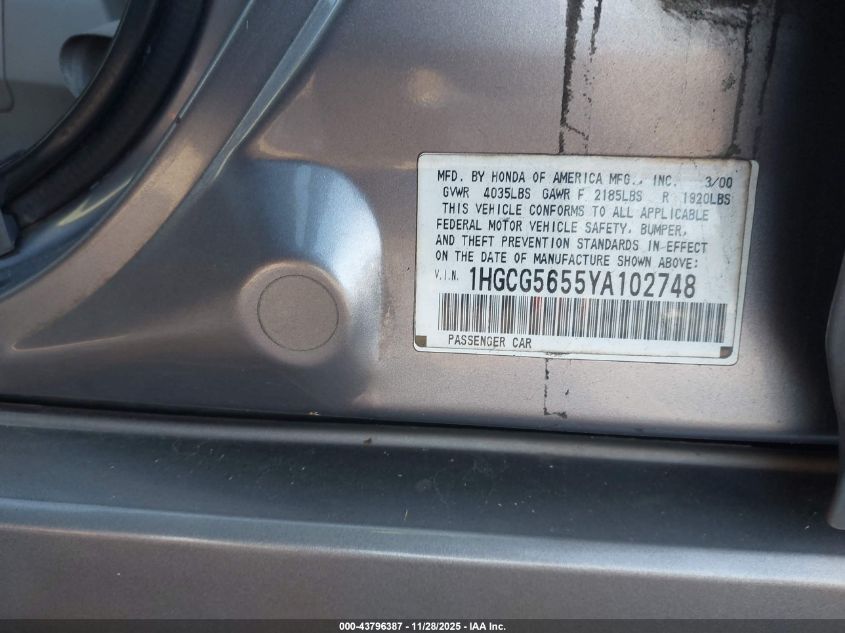 MFD. BY HONDA OF AMERICA MFG., INC. 3/00
GVWR 4035LBS GAWR F 2185LBS R 1920LBS
THIS VEHICLE CONFORMS TO ALL APPLICABLE
FEDERAL MOTOR VEHICLE SAFETY, BUMPER,
AND THEFT PREVENTION STANDARDS IN EFFECT
ON THE DATE OF MANUFACTURE SHOWN ABOVE:
V.I.N. 1HGCG5655YA102748
PASSENGER CAR
000-43796387 - 11/28/2025 - IAA Inc.